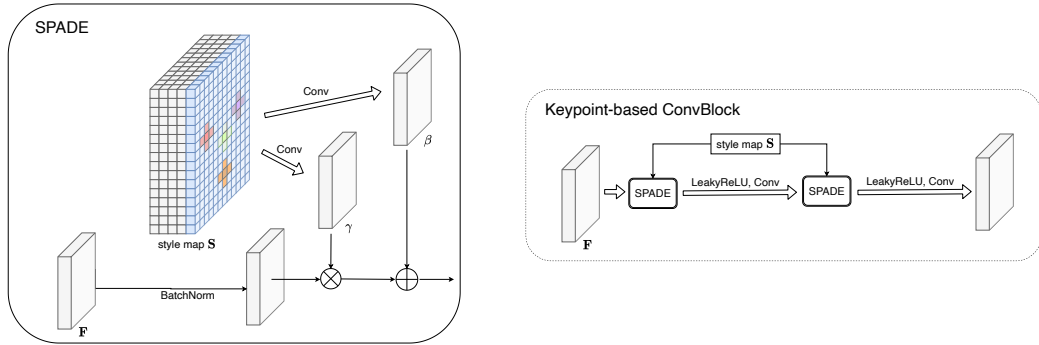 SPADE
Conv
β
Conv
γ
style map S
BatchNorm
F
Keypoint-based ConvBlock
style map S
SPADE
LeakyReLU, Conv
SPADE
LeakyReLU, Conv
F